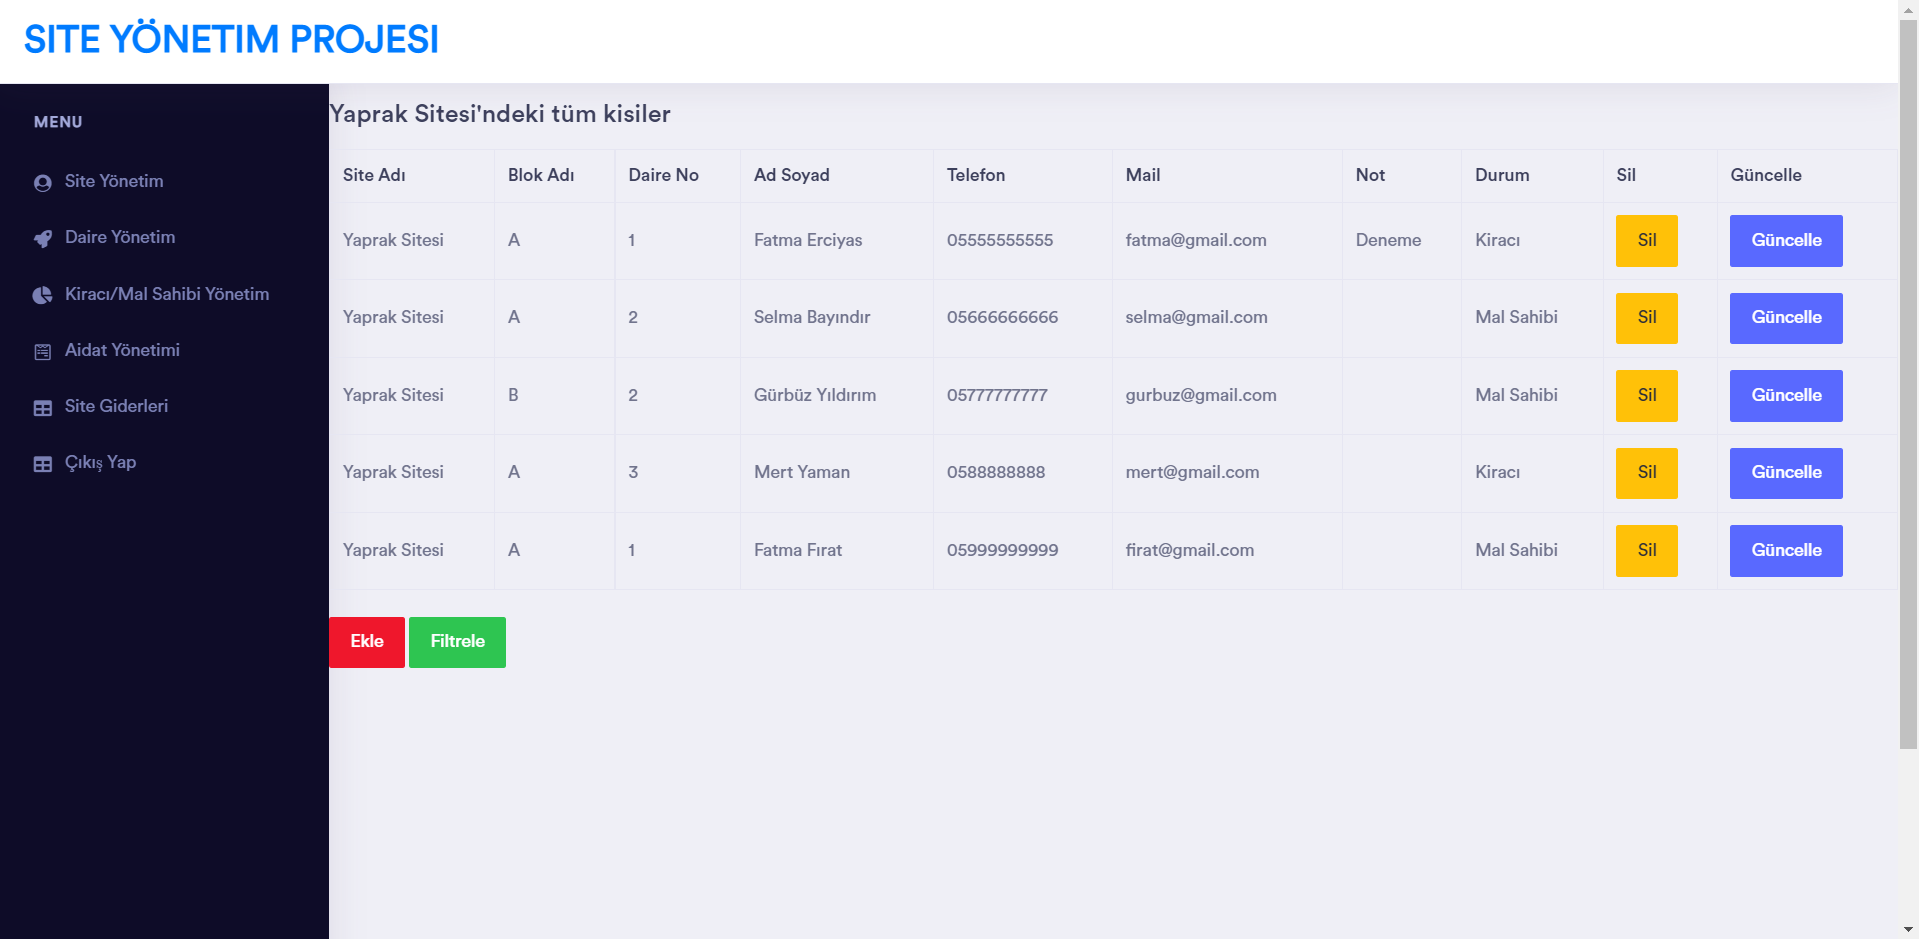 SITE YÖNETIM PROJESI
MENU
Site Yönetim
Daire Yönetim
Kiracı/Mal Sahibi Yönetim
Aidat Yönetimi
Site Giderleri
Çıkış Yap
Yaprak Sitesi'ndeki tüm kisiler
Site Adı Blok Adı Daire No Ad Soyad Telefon Mail Not Durum Sil Güncelle
Yaprak Sitesi A 1 Fatma Erciyas 05555555555 fatma@gmail.com Deneme Kiracı Sil Güncelle
Yaprak Sitesi A 2 Selma Bayındır 05666666666 selma@gmail.com Mal Sahibi Sil Güncelle
Yaprak Sitesi B 2 Gürbüz Yıldırım 05777777777 gurbuz@gmail.com Mal Sahibi Sil Güncelle
Yaprak Sitesi A 3 Mert Yaman 0588888888 mert@gmail.com Kiracı Sil Güncelle
Yaprak Sitesi A 1 Fatma Fırat 05999999999 firat@gmail.com Mal Sahibi Sil Güncelle
Ekle Filtrele